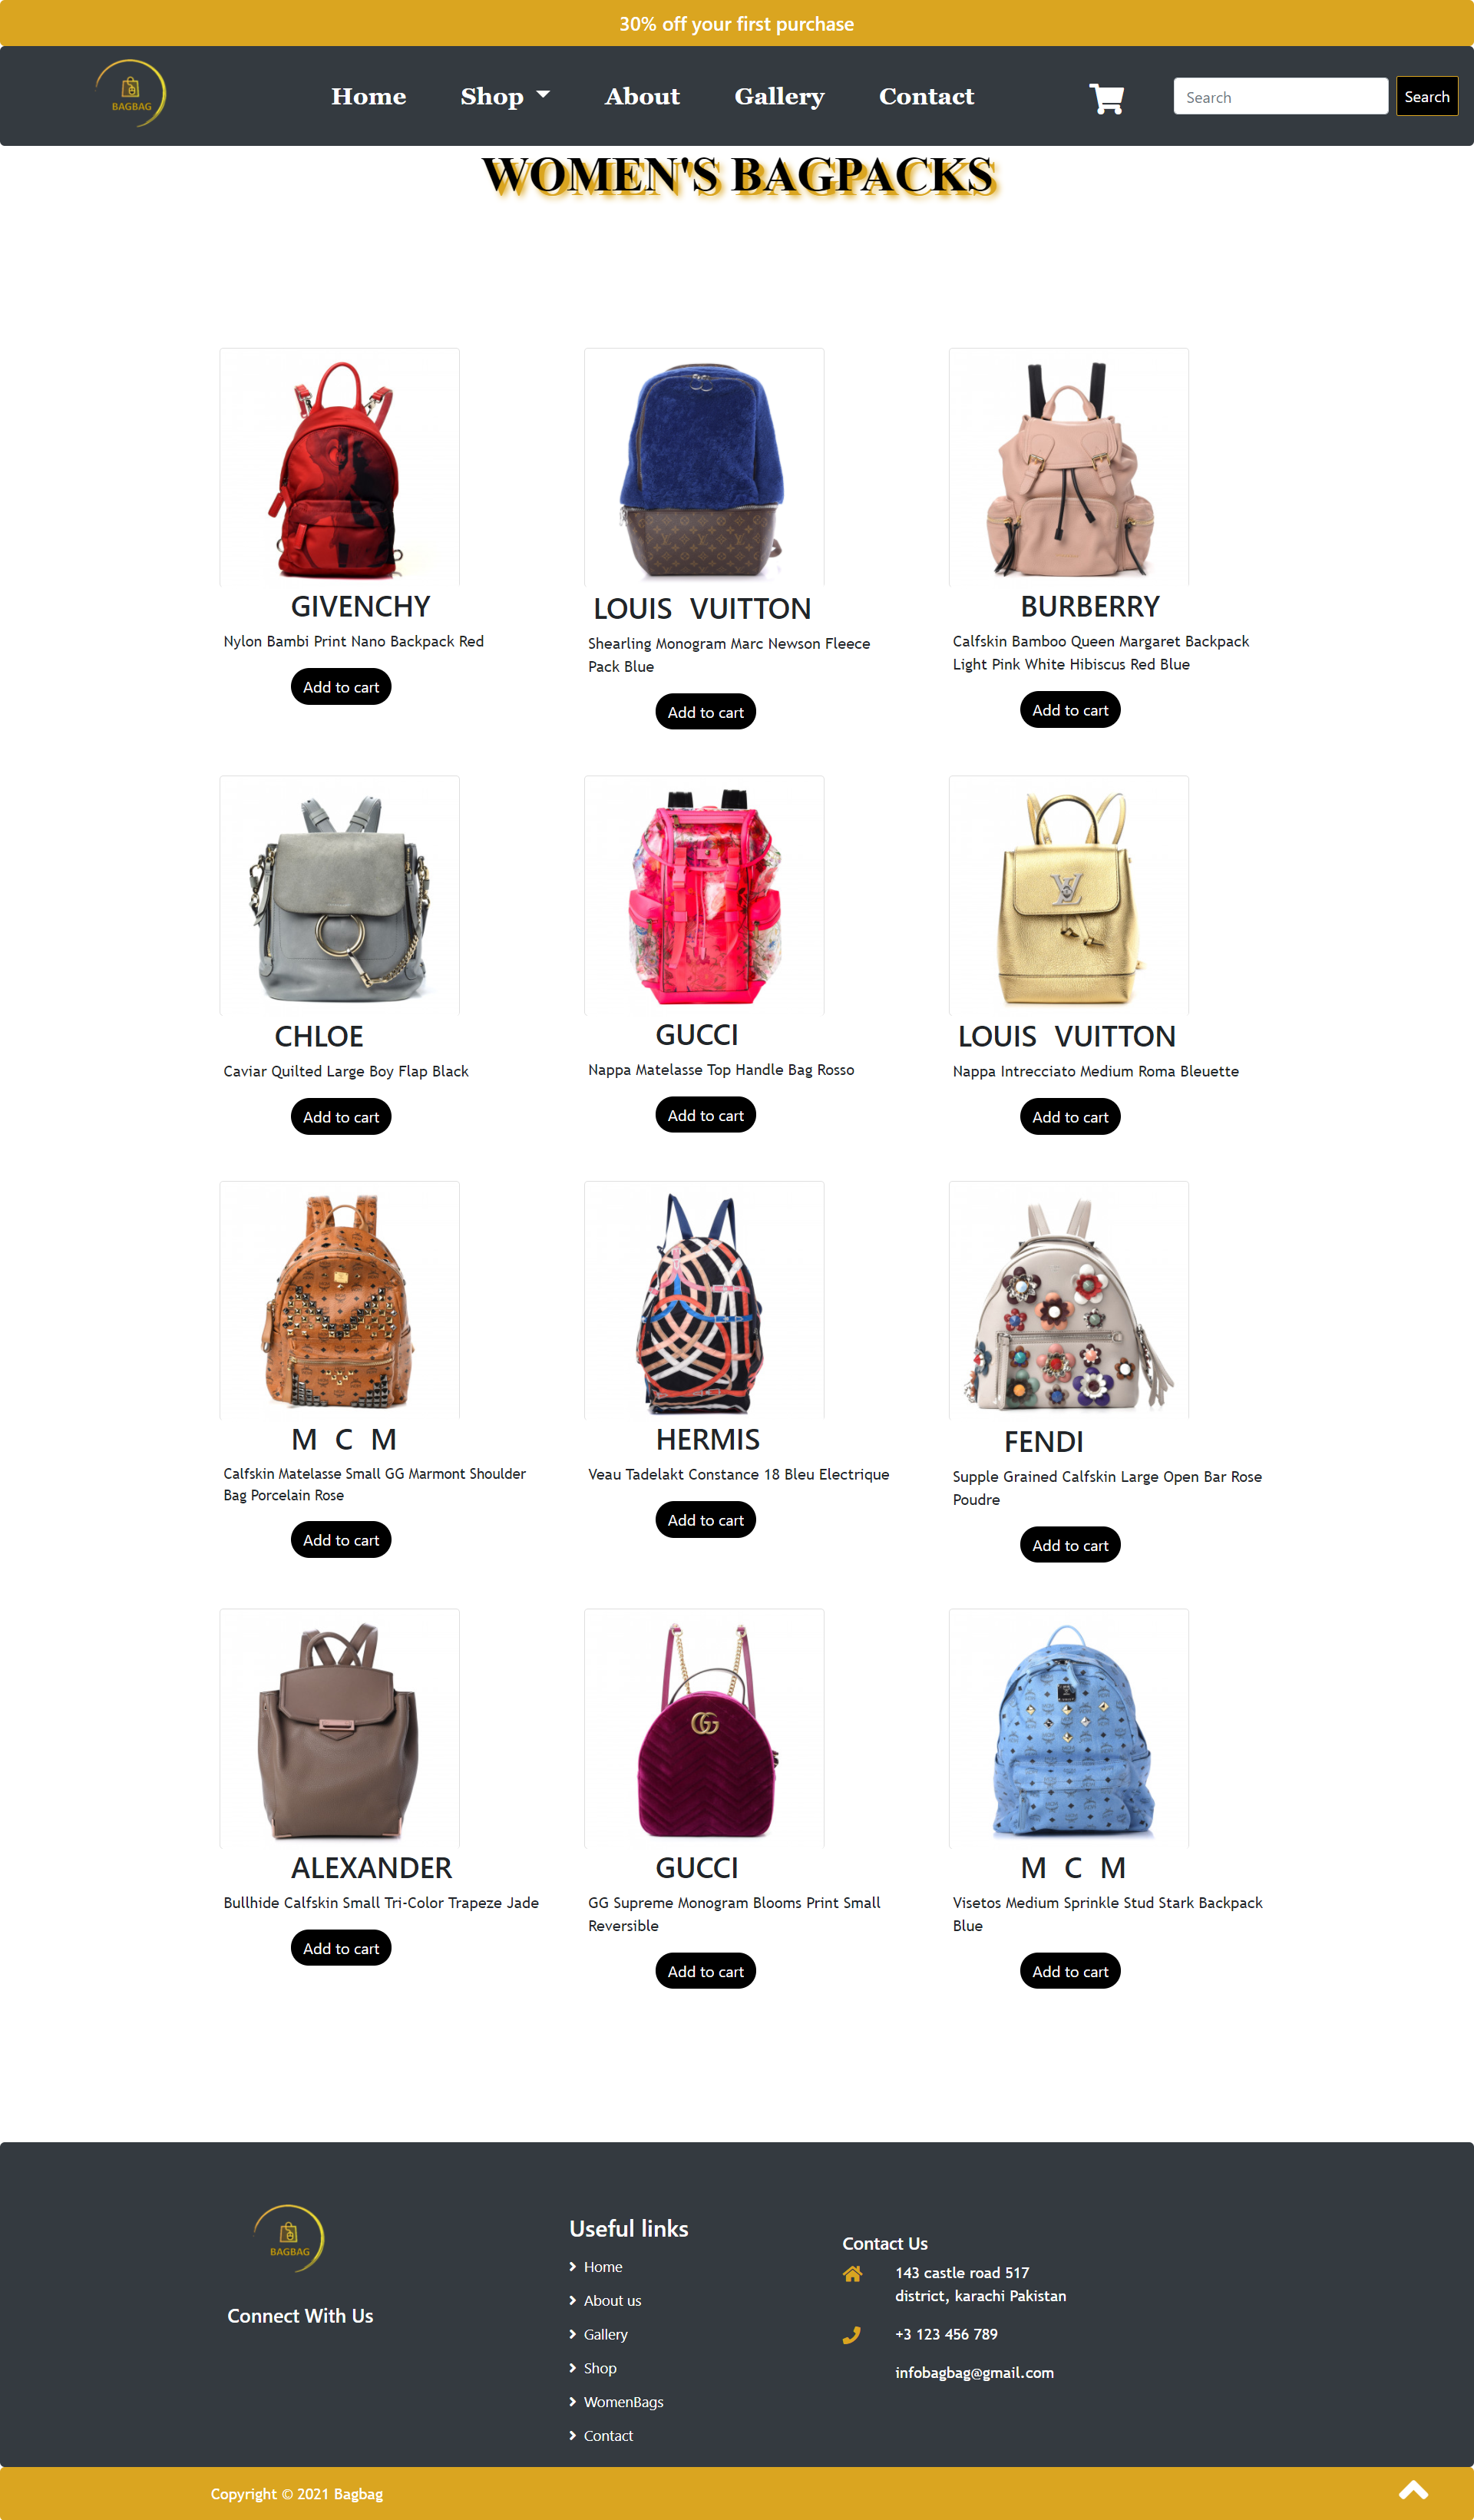 30% off your first purchase
BAGBAG
Home Shop About Gallery Contact Search Search
WOMEN'S BAGPACKS
GIVENCHY
Nylon Bambi Print Nano Backpack Red
Add to cart
LOUIS VUITTON
Shearling Monogram Marc Newson Fleece
Pack Blue
Add to cart
BURBERRY
Calfskin Bamboo Queen Margaret Backpack
Light Pink White Hibiscus Red Blue
Add to cart
CHLOE
Caviar Quilted Large Boy Flap Black
Add to cart
GUCCI
Nappa Matelasse Top Handle Bag Rosso
Add to cart
LOUIS VUITTON
Nappa Intrecciato Medium Roma Bleuette
Add to cart
M C M
Calfskin Matelasse Small GG Marmont Shoulder
Bag Porcelain Rose
Add to cart
HERMIS
Veau Tadelakt Constance 18 Bleu Electrique
Add to cart
FENDI
Supple Grained Calfskin Large Open Bar Rose
Poudre
Add to cart
ALEXANDER
Bullhide Calfskin Small Tri-Color Trapeze Jade
Add to cart
GUCCI
GG Supreme Monogram Blooms Print Small
Reversible
Add to cart
M C M
Visetos Medium Sprinkle Stud Stark Backpack
Blue
Add to cart
BAGBAG
Connect With Us
Useful links
Home
About us
Gallery
Shop
WomenBags
Contact
Contact Us
143 castle road 517
district, karachi Pakistan
+3 123 456 789
infobagbag@gmail.com
Copyright © 2021 Bagbag